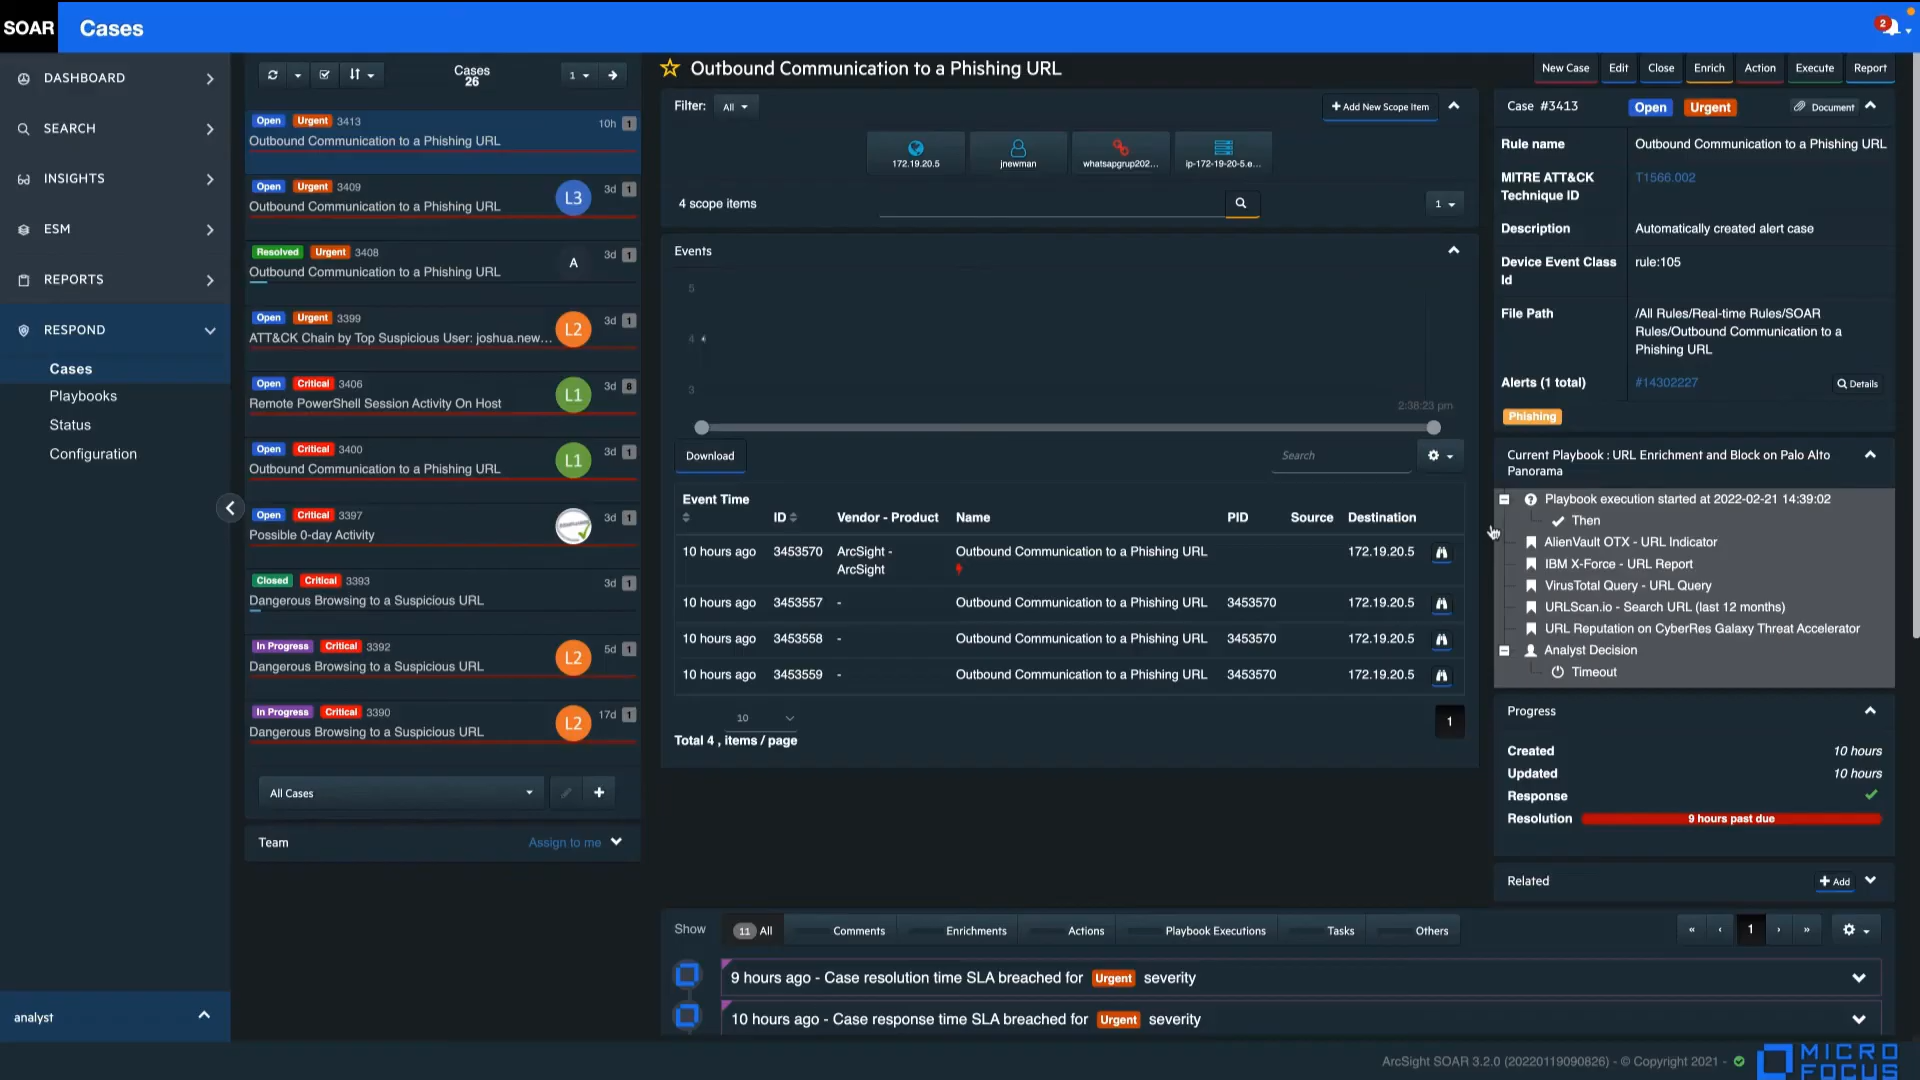 SOAR
Cases
2
DASHBOARD
SEARCH
INSIGHTS
ESM
REPORTS
RESPOND
Cases
Playbooks
Status
Configuration
analyst
Cases
26
1
Open Urgent 3413 10h 1
Outbound Communication to a Phishing URL
Open Urgent 3409 L3 3d 1
Outbound Communication to a Phishing URL
Resolved Urgent 3408 A 3d 1
Outbound Communication to a Phishing URL
Open Urgent 3399 L2 3d 1
ATT&CK Chain by Top Suspicious User: joshua.new...
Open Critical 3406 L1 3d 8
Remote PowerShell Session Activity On Host
Open Critical 3400 L1 3d 1
Outbound Communication to a Phishing URL
Open Critical 3397 3d 1
Possible 0-day Activity
Closed Critical 3393 3d 1
Dangerous Browsing to a Suspicious URL
In Progress Critical 3392 L2 5d 1
Dangerous Browsing to a Suspicious URL
In Progress Critical 3390 L2 17d 1
Dangerous Browsing to a Suspicious URL
All Cases
Team Assign to me
Outbound Communication to a Phishing URL
New Case Edit Close Enrich Action Execute Report
Filter: All
Add New Scope Item
172.19.20.5
jnewman
whatsapgrup202...
ip-172-19-20-5.e...
4 scope items
1
Events
5
4
3
2:38:23 pm
Download
Search
Event Time ID Vendor - Product Name PID Source Destination
10 hours ago 3453570 ArcSight - ArcSight Outbound Communication to a Phishing URL 172.19.20.5
10 hours ago 3453557 - Outbound Communication to a Phishing URL 3453570 172.19.20.5
10 hours ago 3453558 - Outbound Communication to a Phishing URL 3453570 172.19.20.5
10 hours ago 3453559 - Outbound Communication to a Phishing URL 3453570 172.19.20.5
10
1
Total 4 , items / page
Case #3413 Open Urgent Document
Rule name Outbound Communication to a Phishing URL
MITRE ATT&CK Technique ID T1566.002
Description Automatically created alert case
Device Event Class Id rule:105
File Path /All Rules/Real-time Rules/SOAR
Rules/Outbound Communication to a
Phishing URL
Alerts (1 total) #14302227 Details
Phishing
Current Playbook : URL Enrichment and Block on Palo Alto
Panorama
Playbook execution started at 2022-02-21 14:39:02
Then
AlienVault OTX - URL Indicator
IBM X-Force - URL Report
VirusTotal Query - URL Query
URLScan.io - Search URL (last 12 months)
URL Reputation on CyberRes Galaxy Threat Accelerator
Analyst Decision
Timeout
Progress
Created 10 hours
Updated 10 hours
Response
Resolution 9 hours past due
Related Add
Show 11 All Comments Enrichments Actions Playbook Executions Tasks Others
« ‹ 1 › »
9 hours ago - Case resolution time SLA breached for Urgent severity
10 hours ago - Case response time SLA breached for Urgent severity
ArcSight SOAR 3.2.0 (20220119090826) - © Copyright 2021 -
MICRO
FOCUS